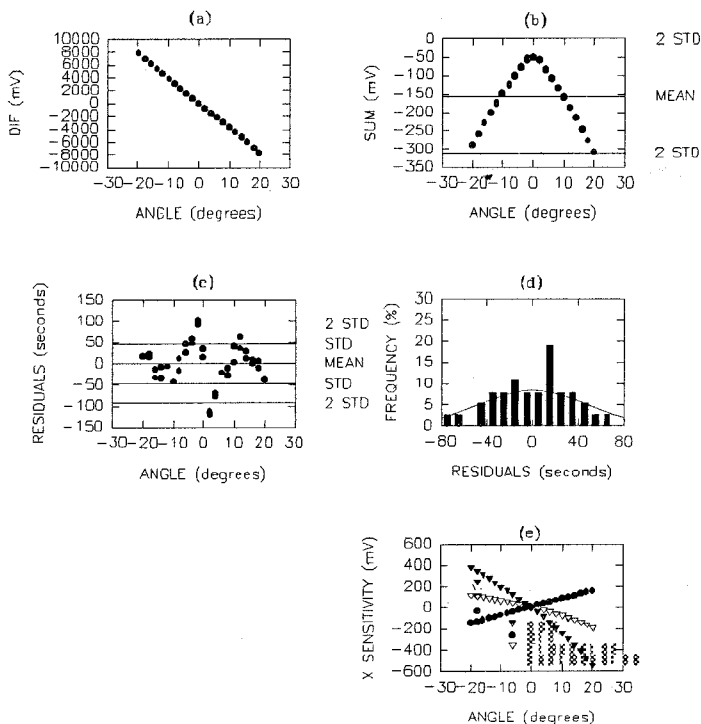 (a)
DIF (mV)
10000
8000
6000
4000
2000
0
-2000
-4000
-6000
-8000
-10000
-30 -20 -10 0 10 20 30
ANGLE (degrees)
(b)
SUM (mV)
0
-50
-100
-150
-200
-250
-300
-350
2 STD
MEAN
2 STD
-30 -20 -10 0 10 20 30
ANGLE (degrees)
(c)
RESIDUALS (seconds)
150
100
50
0
-50
-100
-150
2 STD
STD
MEAN
STD
2 STD
-30 -20 -10 0 10 20 30
ANGLE (degrees)
(d)
FREQUENCY (%)
30
25
20
15
10
5
0
-80 -40 0 40 80
RESIDUALS (seconds)
(e)
X SENSITIVITY (mV)
600
400
200
0
-200
-400
-600
-30 -20 -10 0 10 20 30
ANGLE (degrees)